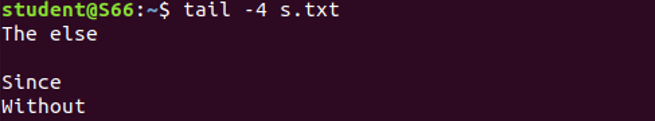 student@S66:~$ tail -4 s.txt
The else

Since
Without